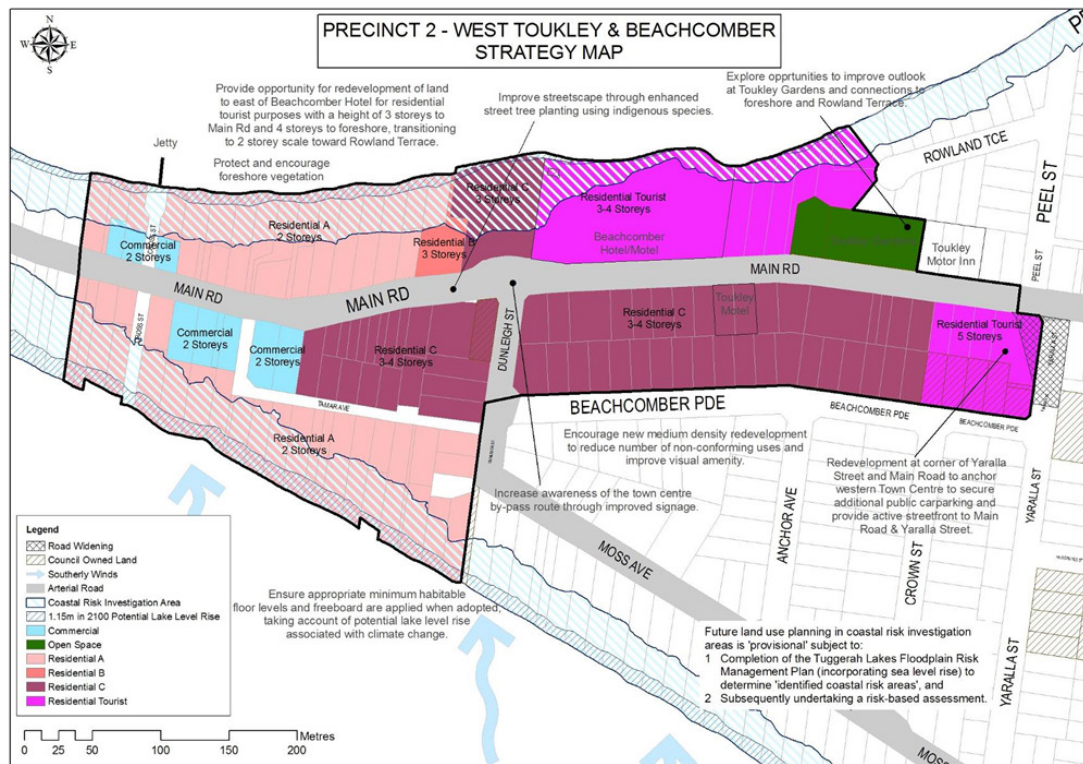 PRECINCT 2 - WEST TOUKLEY & BEACHCOMBER
STRATEGY MAP
N
W
E
S
Provide opportunity for redevelopment of land
to east of Beachcomber Hotel for residential
tourist purposes with a height of 3 storeys to
Main Rd and 4 storeys to foreshore, transitioning
to 2 storey scale toward Rowland Terrace.
Protect and encourage
foreshore vegetation
Jetty
Improve streetscape through enhanced
street tree planting using indigenous species.
Explore opprtunities to improve outlook
at Toukley Gardens and connections to
foreshore and Rowland Terrace.
ROWLAND TCE
PEEL ST
PEEL ST
Residential C
3 Storeys
Residential Tourist
3-4 Storeys
Residential A
2 Storeys
Commercial
2 Storeys
Residential B
3 Storeys
Beachcomber
Hotel/Motel
Toukley
Motor Inn
MAIN RD
MAIN RD
MAIN RD
DUNLEIGH ST
Commercial
2 Storeys
Commercial
2 Storeys
Residential C
3-4 Storeys
Residential C
3-4 Storeys
Toukley
Motel
Residential Tourist
5 Storeys
TAMAR AVE
BEACHCOMBER PDE
BEACHCOMBER PDE
BEACHCOMBER PDE
Residential A
2 Storeys
Encourage new medium density redevelopment
to reduce number of non-conforming uses and
improve visual amenity.
Increase awareness of the town centre
by-pass route through improved signage.
Redevelopment at corner of Yaralla
Street and Main Road to anchor
western Town Centre to secure
additional public carparking and
provide active streetfront to Main
Road & Yaralla Street.
YARALLA ST
ANCHOR AVE
CROWN ST
MOSS AVE
YARALLA ST
Ensure appropriate minimum habitable
floor levels and freeboard are applied when adopted,
taking account of potential lake level rise
associated with climate change.
Future land use planning in coastal risk investigation
areas is 'provisional' subject to:
1 Completion of the Tuggerah Lakes Floodplain Risk
Management Plan (incorporating sea level rise) to
determine 'identified coastal risk areas', and
2 Subsequently undertaking a risk-based assessment.
Legend
Road Widening
Council Owned Land
Southerly Winds
Arterial Road
Coastal Risk Investigation Area
1.15m in 2100 Potential Lake Level Rise
Commercial
Open Space
Residential A
Residential B
Residential C
Residential Tourist
Metres
0 25 50 100 150 200